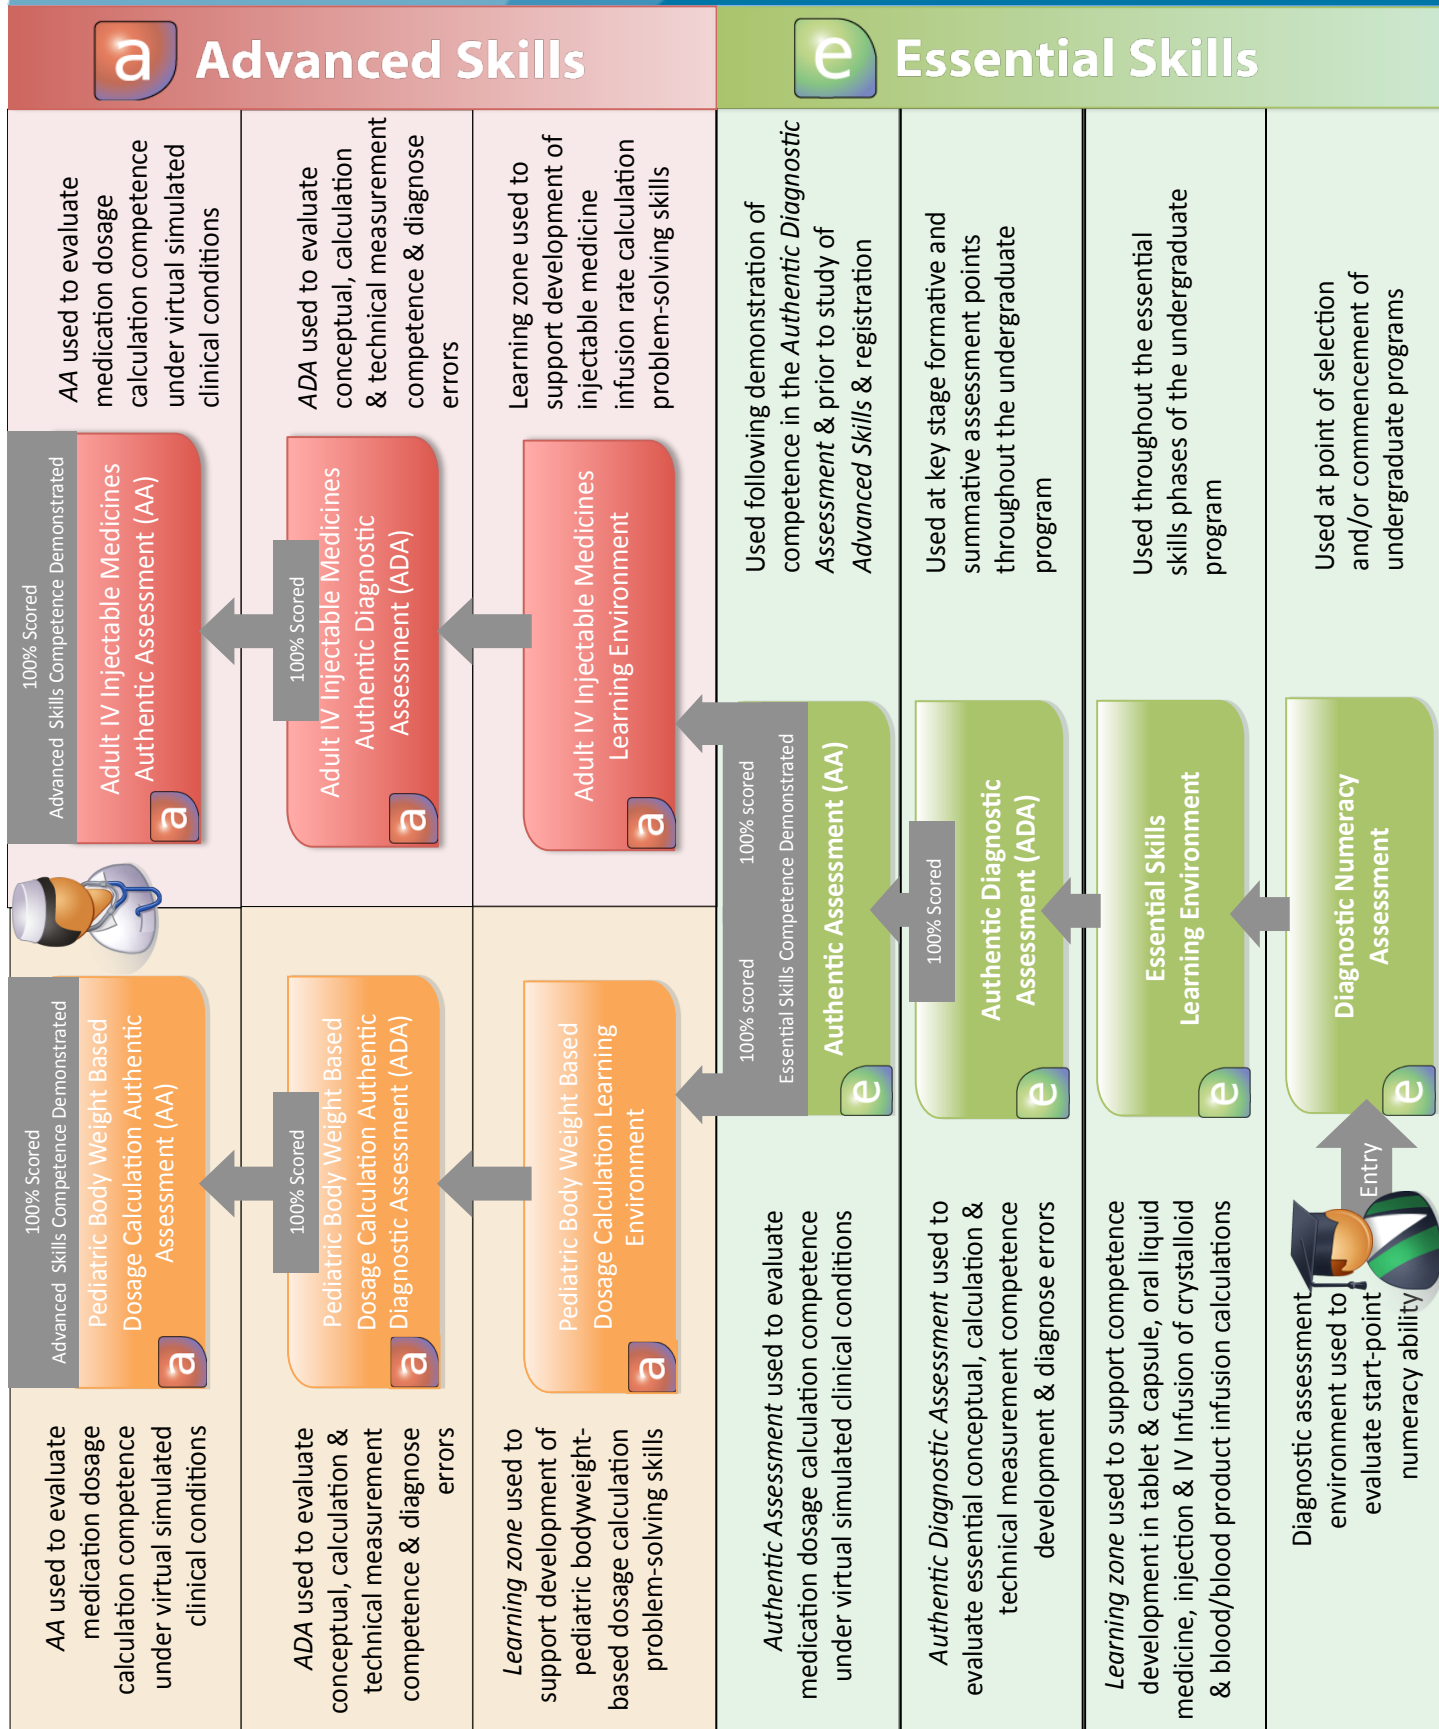 a
Advanced Skills
e
Essential Skills
AA used to evaluate
medication dosage
calculation competence
under virtual simulated
clinical conditions
100% Scored
Advanced Skills Competence Demonstrated
Pediatric Body Weight Based
Dosage Calculation Authentic
Assessment (AA)
a
100% Scored
Advanced Skills Competence Demonstrated
Adult IV Injectable Medicines
Authentic Assessment (AA)
a
AA used to evaluate
medication dosage
calculation competence
under virtual simulated
clinical conditions
ADA used to evaluate
conceptual, calculation &
technical measurement
competence & diagnose
errors
100% Scored
Pediatric Body Weight Based
Dosage Calculation Authentic
Diagnostic Assessment (ADA)
a
100% Scored
Adult IV Injectable Medicines
Authentic Diagnostic
Assessment (ADA)
a
ADA used to evaluate
conceptual, calculation
& technical measurement
competence & diagnose
errors
Learning zone used to
support development of
pediatric bodyweight-
based dosage calculation
problem-solving skills
Pediatric Body Weight Based
Dosage Calculation Learning
Environment
a
Adult IV Injectable Medicines
Learning Environment
a
Learning zone used to
support development of
injectable medicine
infusion rate calculation
problem-solving skills
Authentic Assessment used to evaluate
medication dosage calculation competence
under virtual simulated clinical conditions
100% scored
100% scored
Essential Skills Competence Demonstrated
Authentic Assessment (AA)
e
Used following demonstration of
competence in the Authentic Diagnostic
Assessment & prior to study of
Advanced Skills & registration
Authentic Diagnostic Assessment used to
evaluate essential conceptual, calculation &
technical measurement competence
development & diagnose errors
100% Scored
Authentic Diagnostic
Assessment (ADA)
e
Used at key stage formative and
summative assessment points
throughout the undergraduate
program
Learning zone used to support competence
development in tablet & capsule, oral liquid
medicine, injection & IV Infusion of crystalloid
& blood/blood product infusion calculations
Essential Skills
Learning Environment
e
Used throughout the essential
skills phases of the undergraduate
program
Diagnostic assessment
environment used to
evaluate start-point
numeracy ability
Entry
Diagnostic Numeracy
Assessment
e
Used at point of selection
and/or commencement of
undergraduate programs